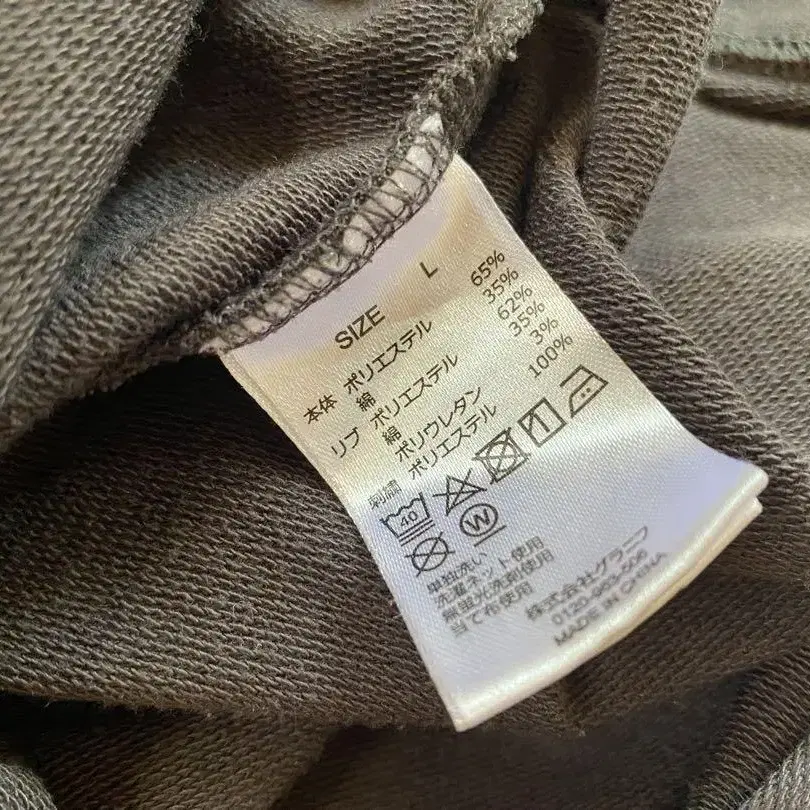 SIZE L
本体 ポリエステル 65%
綿 35%
リブ ポリエステル 62%
綿 35%
ポリウレタン 3%
刺繍 ポリエステル 100%
40
W
単独洗い
洗濯ネット使用
無蛍光洗剤使用
当て布使用
株式会社グラニフ
MADE IN CHINA